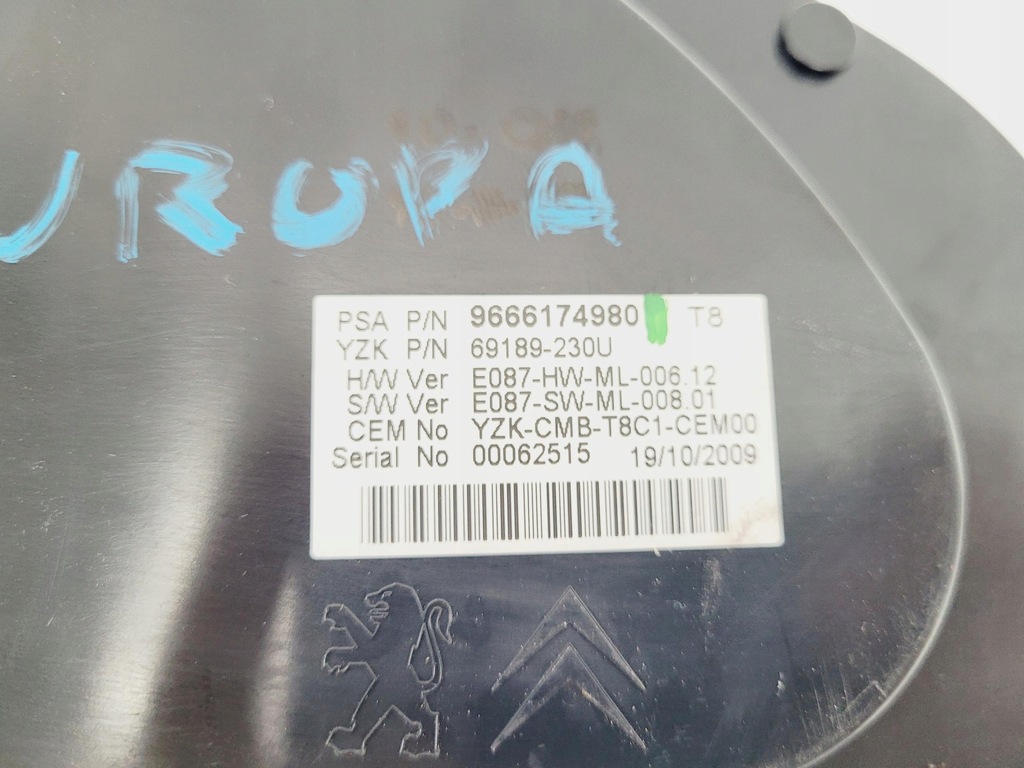 UROPA
PSA P/N 9666174980 T8
YZK P/N 69189-230U
H/W Ver E087-HW-ML-006.12
S/W Ver E087-SW-ML-008.01
CEM No YZK-CMB-T8C1-CEM00
Serial No 00062515 19/10/2009